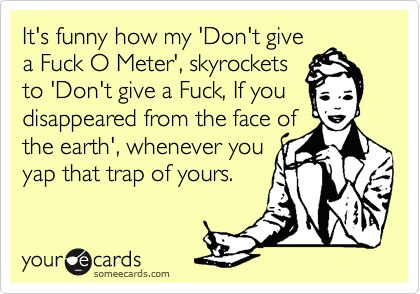 It's funny how my 'Don't give
a Fuck O Meter', skyrockets
to 'Don't give a Fuck, If you
disappeared from the face of
the earth', whenever you
yap that trap of yours.
your e cards
someecards.com